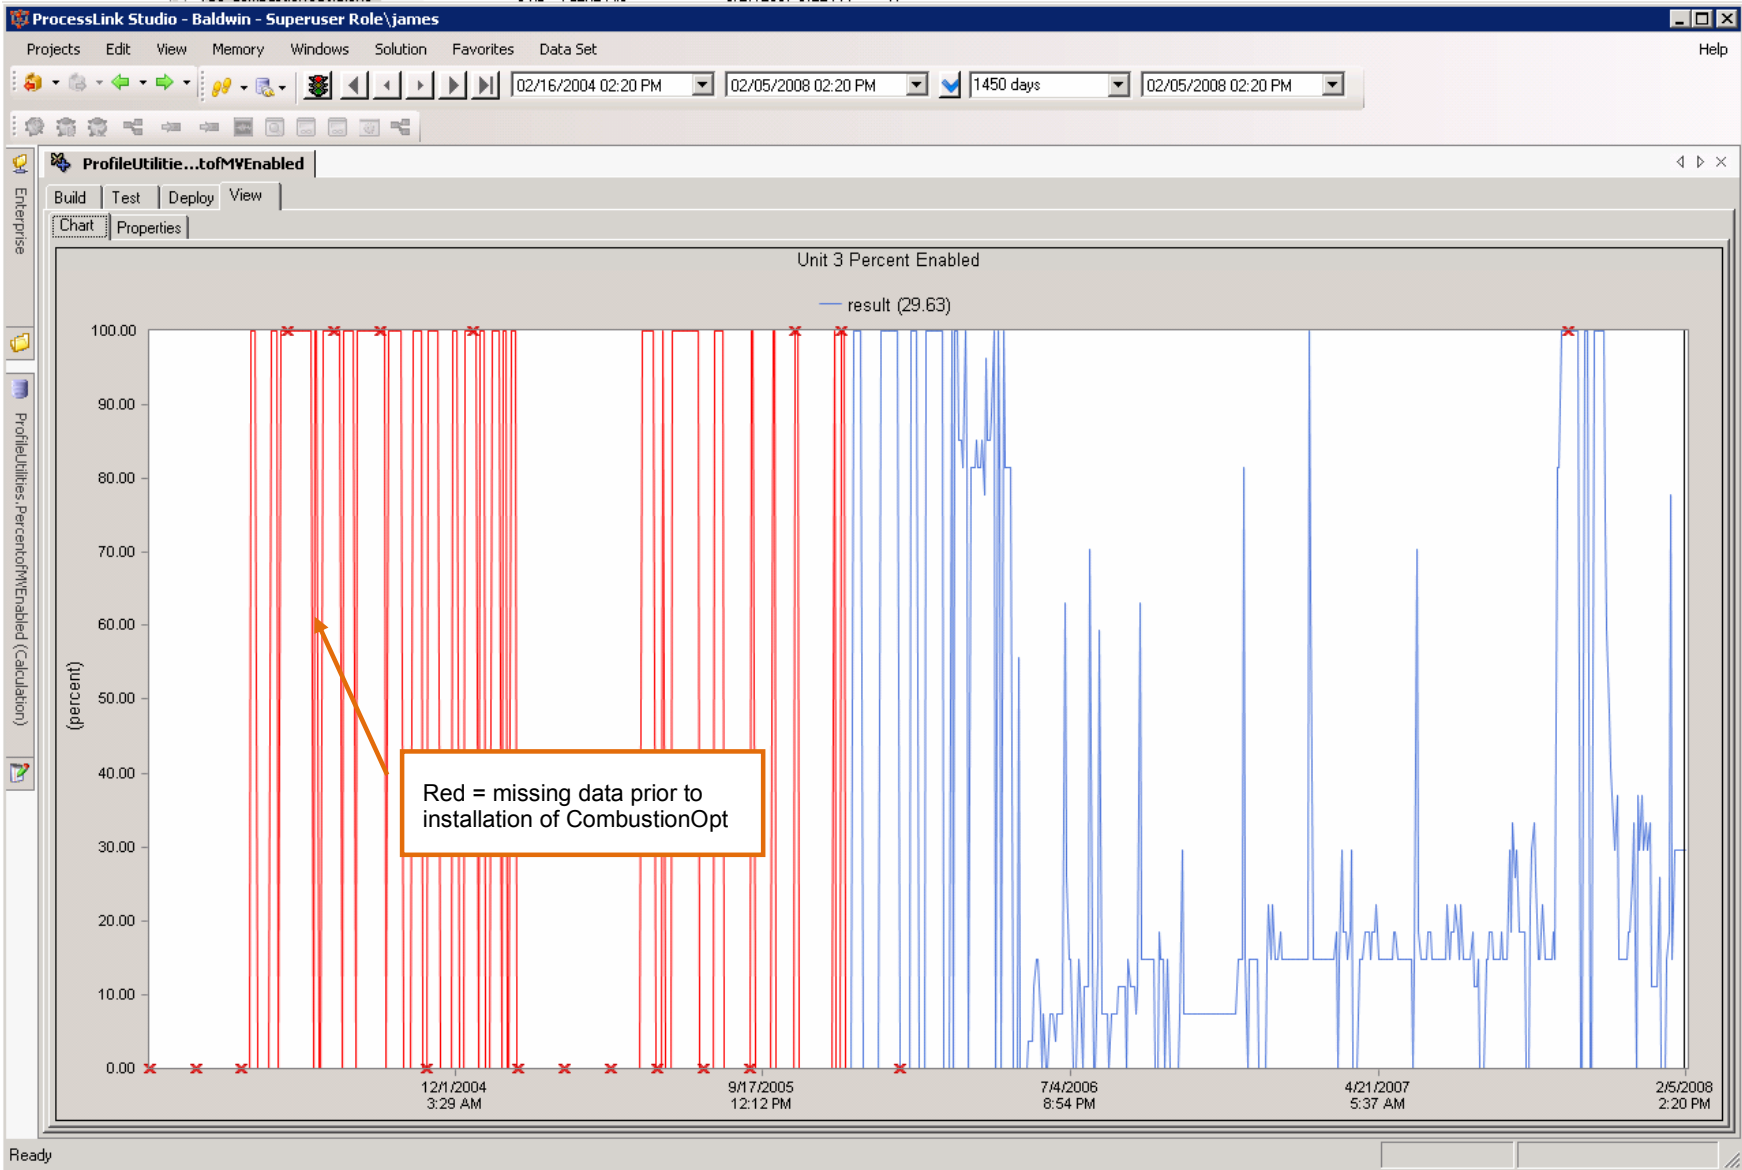 ProcessLink Studio - Baldwin - Superuser Role\james
Projects Edit View Memory Windows Solution Favorites Data Set Help
02/16/2004 02:20 PM 02/05/2008 02:20 PM 1450 days 02/05/2008 02:20 PM
ProfileUtilitie...tofMVEnabled
Build Test Deploy View
Chart Properties
Enterprise
ProfileUtilities.PercentofMVEnabled (Calculation)
Unit 3 Percent Enabled
result (29.63)
100.00
90.00
80.00
70.00
60.00
50.00
40.00
30.00
20.00
10.00
0.00
(percent)
Red = missing data prior to
installation of CombustionOpt
12/1/2004 9/17/2005 7/4/2006 4/21/2007 2/5/2008
3:29 AM 12:12 PM 8:54 PM 5:37 AM 2:20 PM
Ready